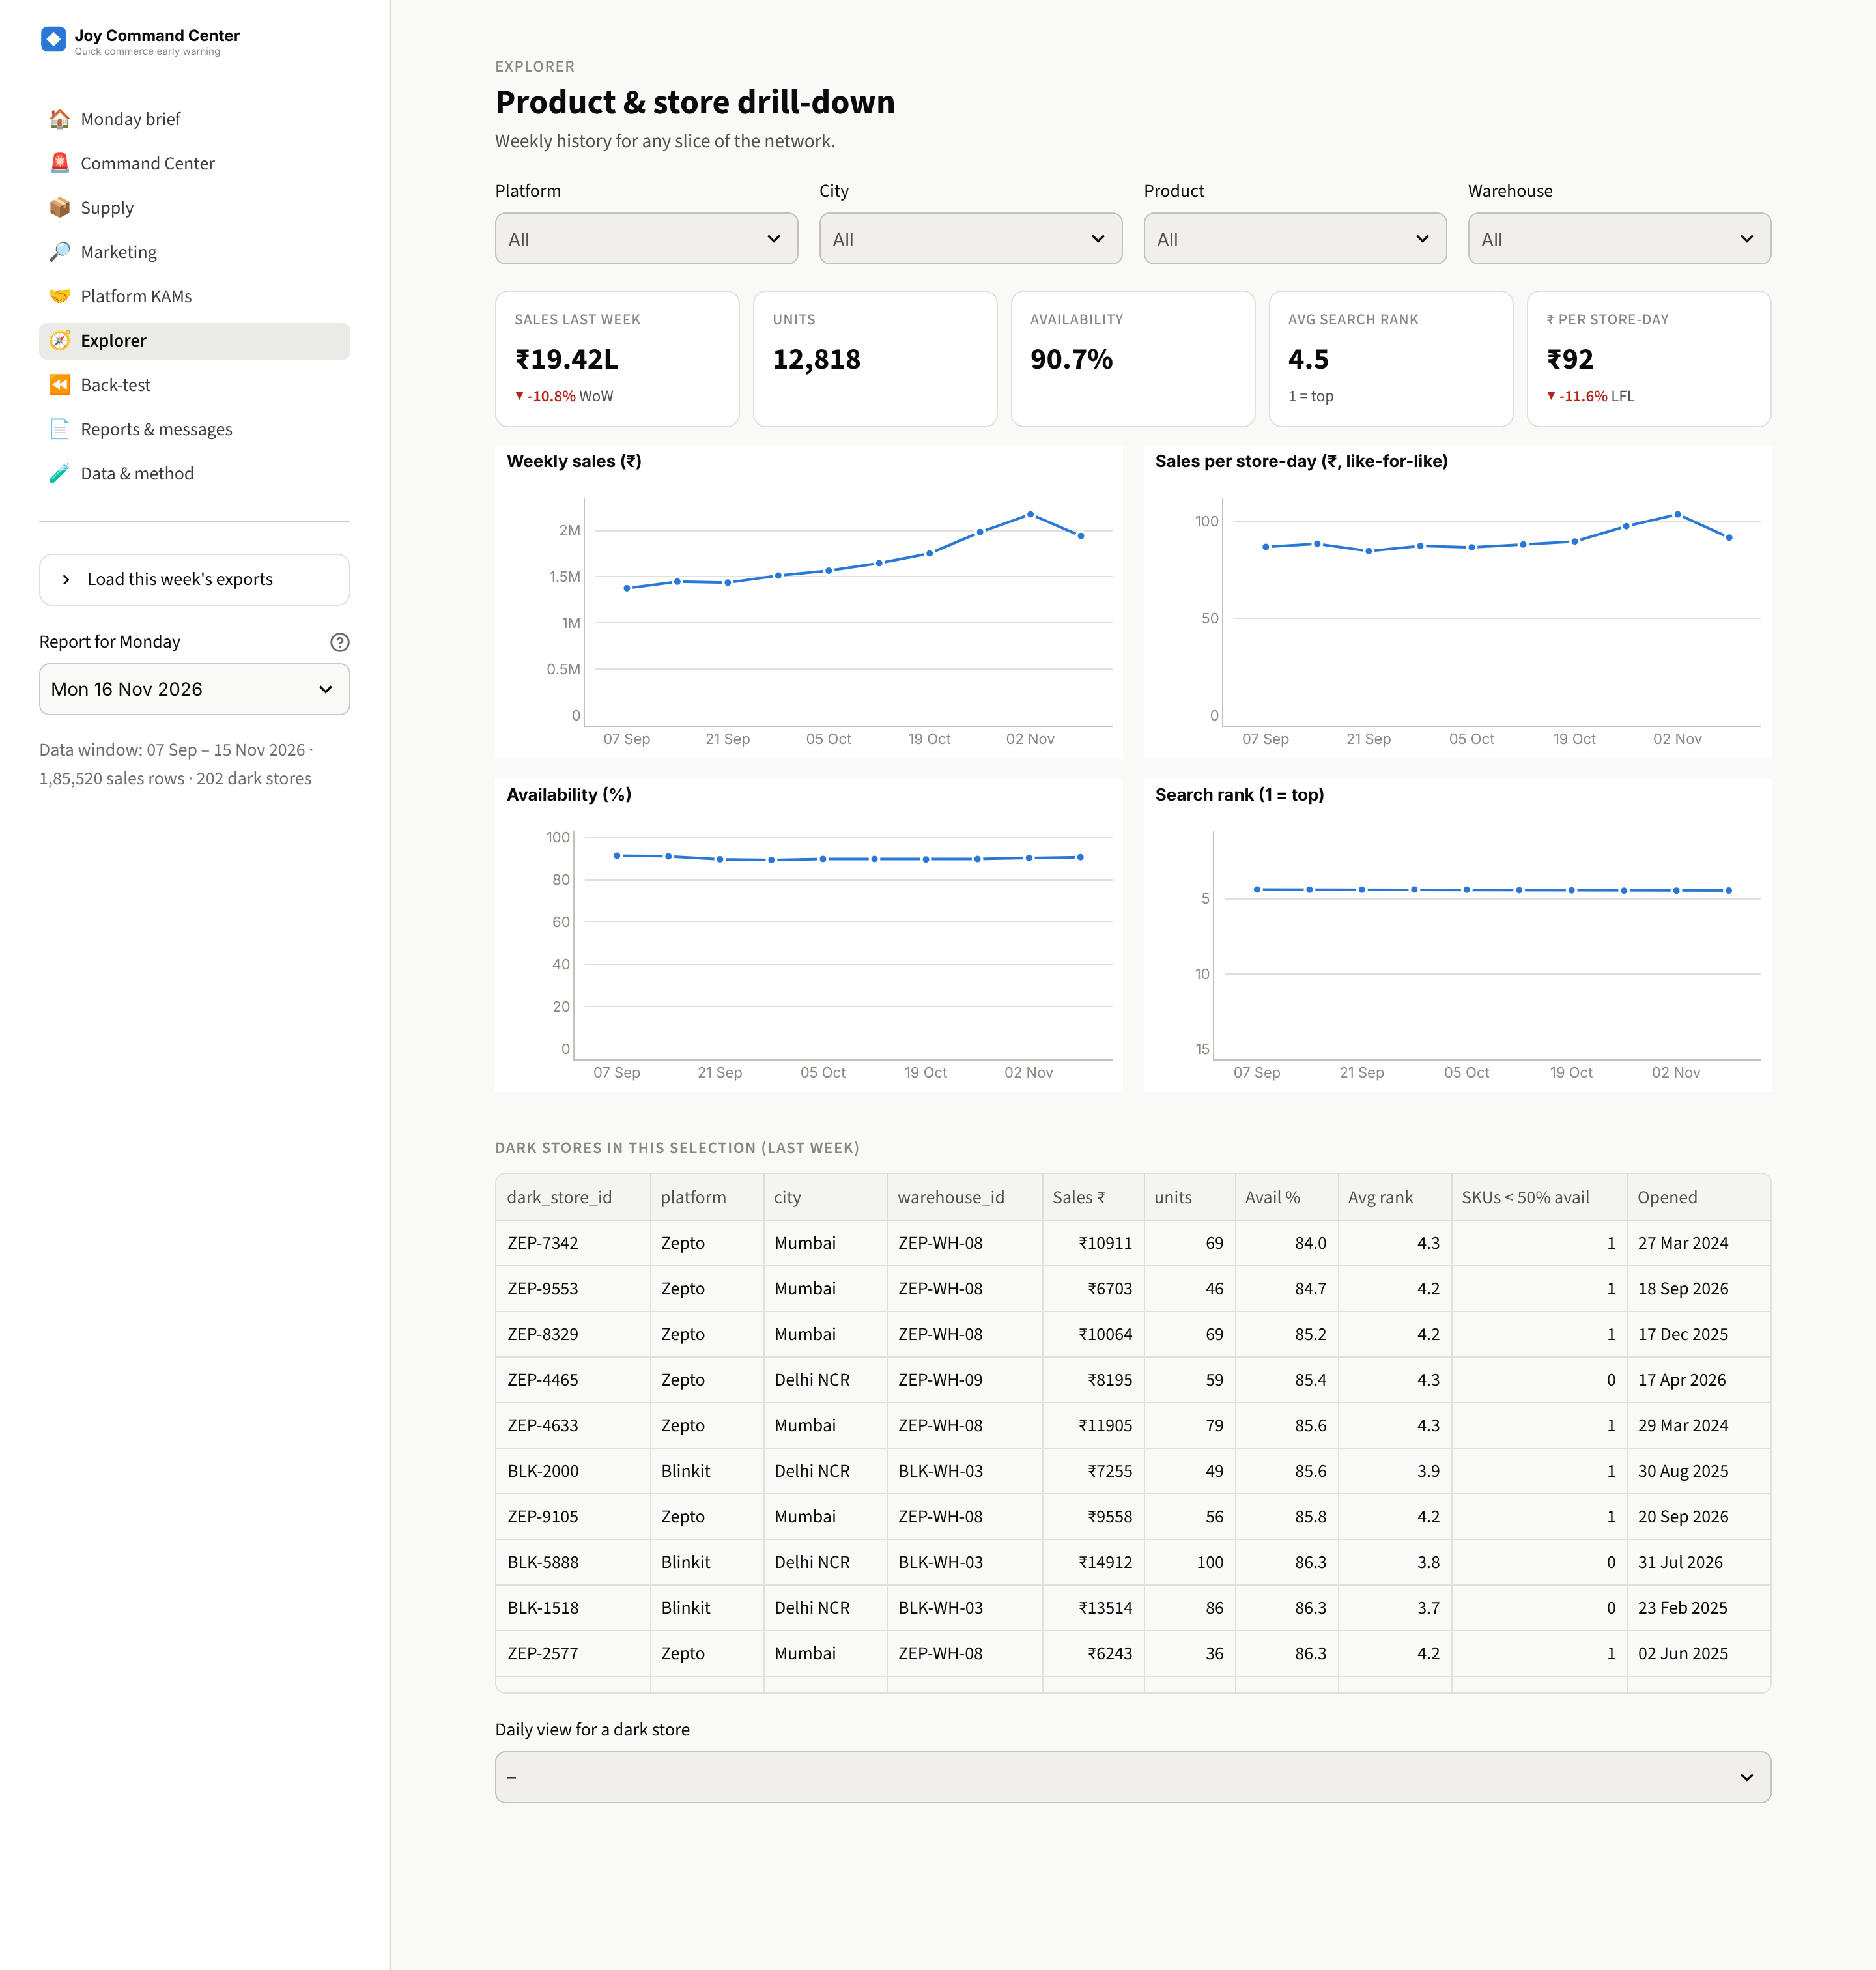 Joy Command Center
Quick commerce early warning
Monday brief
Command Center
Supply
Marketing
Platform KAMs
Explorer
Back-test
Reports & messages
Data & method
Load this week's exports
Report for Monday
Mon 16 Nov 2026
Data window: 07 Sep – 15 Nov 2026 ·
1,85,520 sales rows · 202 dark stores
EXPLORER
Product & store drill-down
Weekly history for any slice of the network.
Platform City Product Warehouse
All All All All
SALES LAST WEEK UNITS AVAILABILITY AVG SEARCH RANK ₹ PER STORE-DAY
₹19.42L 12,818 90.7% 4.5 ₹92
▼ -10.8% WoW 1 = top ▼ -11.6% LFL
Weekly sales (₹)
2M
1.5M
1M
0.5M
0
07 Sep 21 Sep 05 Oct 19 Oct 02 Nov
Sales per store-day (₹, like-for-like)
100
50
0
07 Sep 21 Sep 05 Oct 19 Oct 02 Nov
Availability (%)
100
80
60
40
20
0
07 Sep 21 Sep 05 Oct 19 Oct 02 Nov
Search rank (1 = top)
5
10
15
07 Sep 21 Sep 05 Oct 19 Oct 02 Nov
DARK STORES IN THIS SELECTION (LAST WEEK)
dark_store_id platform city warehouse_id Sales ₹ units Avail % Avg rank SKUs < 50% avail Opened
ZEP-7342 Zepto Mumbai ZEP-WH-08 ₹10911 69 84.0 4.3 1 27 Mar 2024
ZEP-9553 Zepto Mumbai ZEP-WH-08 ₹6703 46 84.7 4.2 1 18 Sep 2026
ZEP-8329 Zepto Mumbai ZEP-WH-08 ₹10064 69 85.2 4.2 1 17 Dec 2025
ZEP-4465 Zepto Delhi NCR ZEP-WH-09 ₹8195 59 85.4 4.3 0 17 Apr 2026
ZEP-4633 Zepto Mumbai ZEP-WH-08 ₹11905 79 85.6 4.3 1 29 Mar 2024
BLK-2000 Blinkit Delhi NCR BLK-WH-03 ₹7255 49 85.6 3.9 1 30 Aug 2025
ZEP-9105 Zepto Mumbai ZEP-WH-08 ₹9558 56 85.8 4.2 1 20 Sep 2026
BLK-5888 Blinkit Delhi NCR BLK-WH-03 ₹14912 100 86.3 3.8 0 31 Jul 2026
BLK-1518 Blinkit Delhi NCR BLK-WH-03 ₹13514 86 86.3 3.7 0 23 Feb 2025
ZEP-2577 Zepto Mumbai ZEP-WH-08 ₹6243 36 86.3 4.2 1 02 Jun 2025
Daily view for a dark store
–